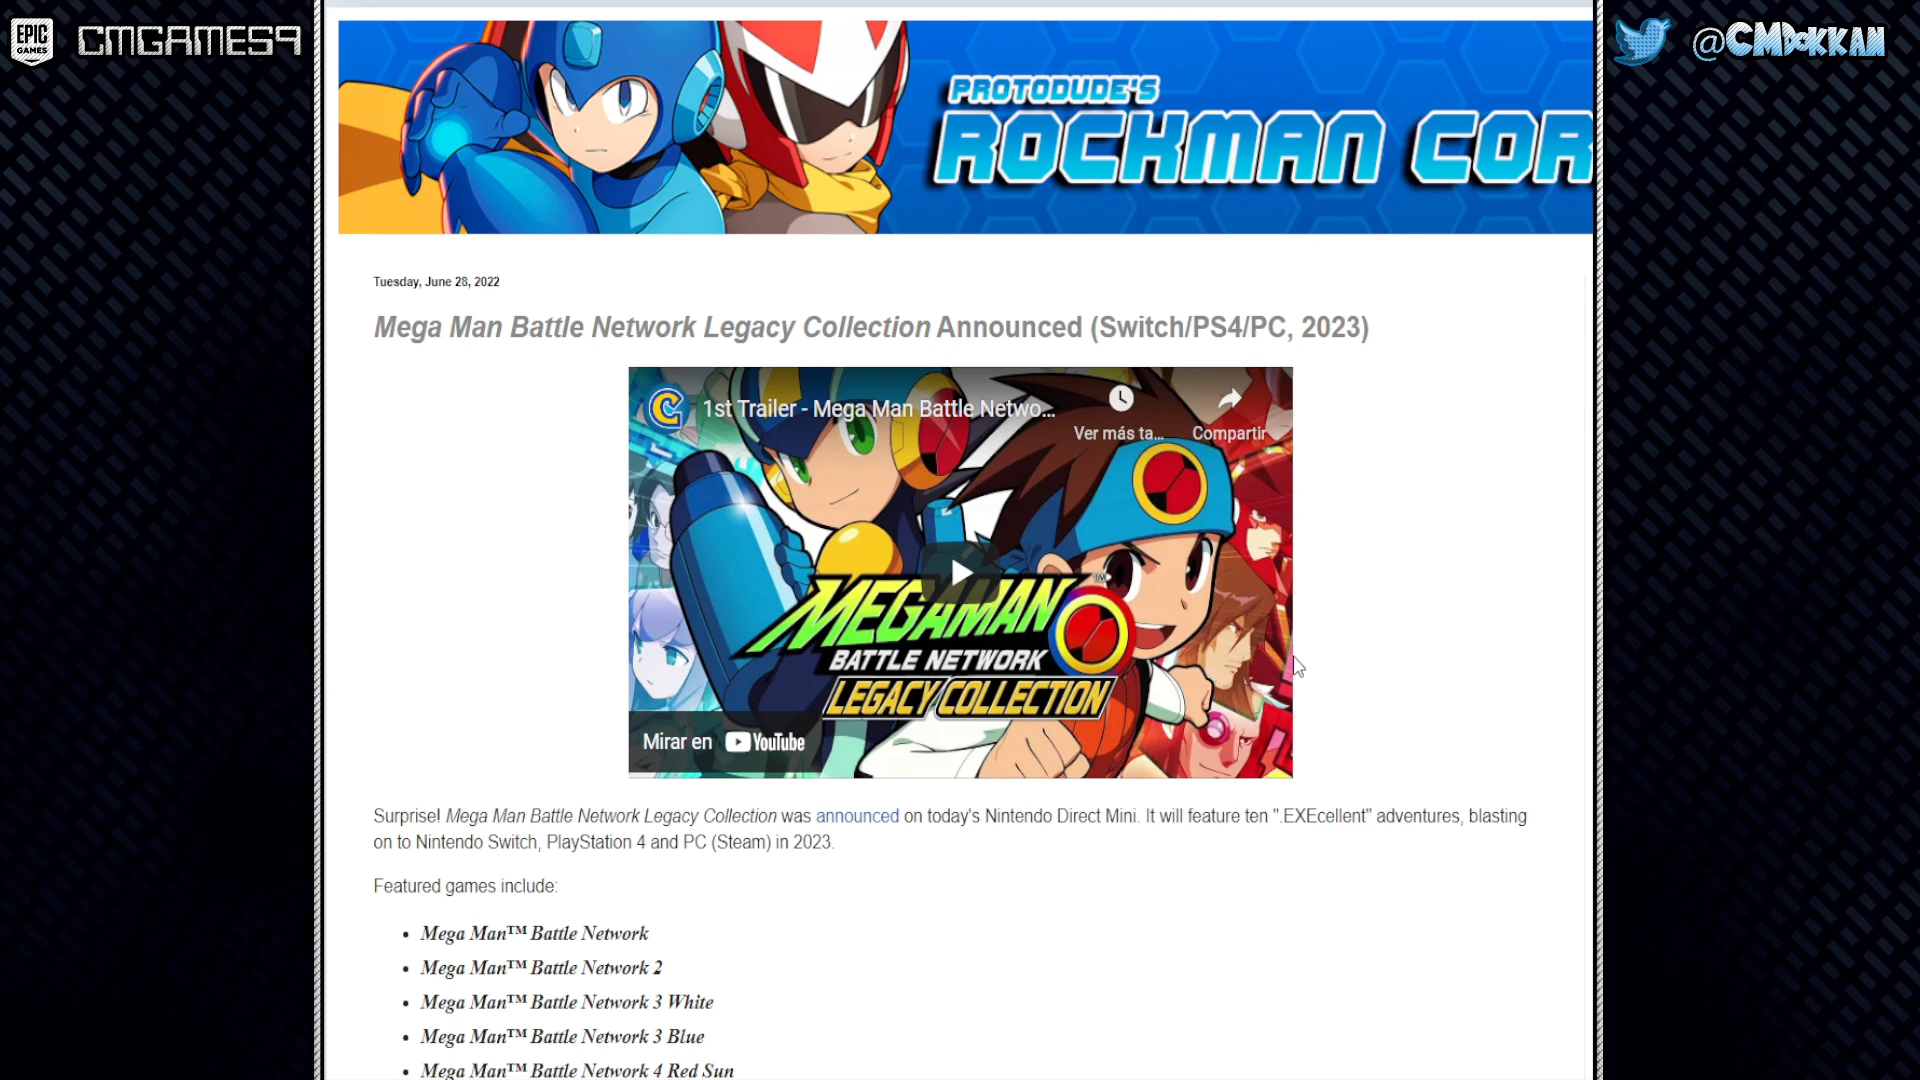 EPIC GAMES
CMGAMES9
@CMDOKKAN
PROTODUDE'S
ROCKMAN COR
Tuesday, June 28, 2022
Mega Man Battle Network Legacy Collection Announced (Switch/PS4/PC, 2023)
1st Trailer - Mega Man Battle Netwo...
Ver más ta...
Compartir
MEGAMAN TM
BATTLE NETWORK
LEGACY COLLECTION
Mirar en YouTube
Surprise! Mega Man Battle Network Legacy Collection was announced on today's Nintendo Direct Mini. It will feature ten ".EXEcellent" adventures, blasting
on to Nintendo Switch, PlayStation 4 and PC (Steam) in 2023.
Featured games include:
• Mega Man™ Battle Network
• Mega Man™ Battle Network 2
• Mega Man™ Battle Network 3 White
• Mega Man™ Battle Network 3 Blue
• Mega Man™ Battle Network 4 Red Sun